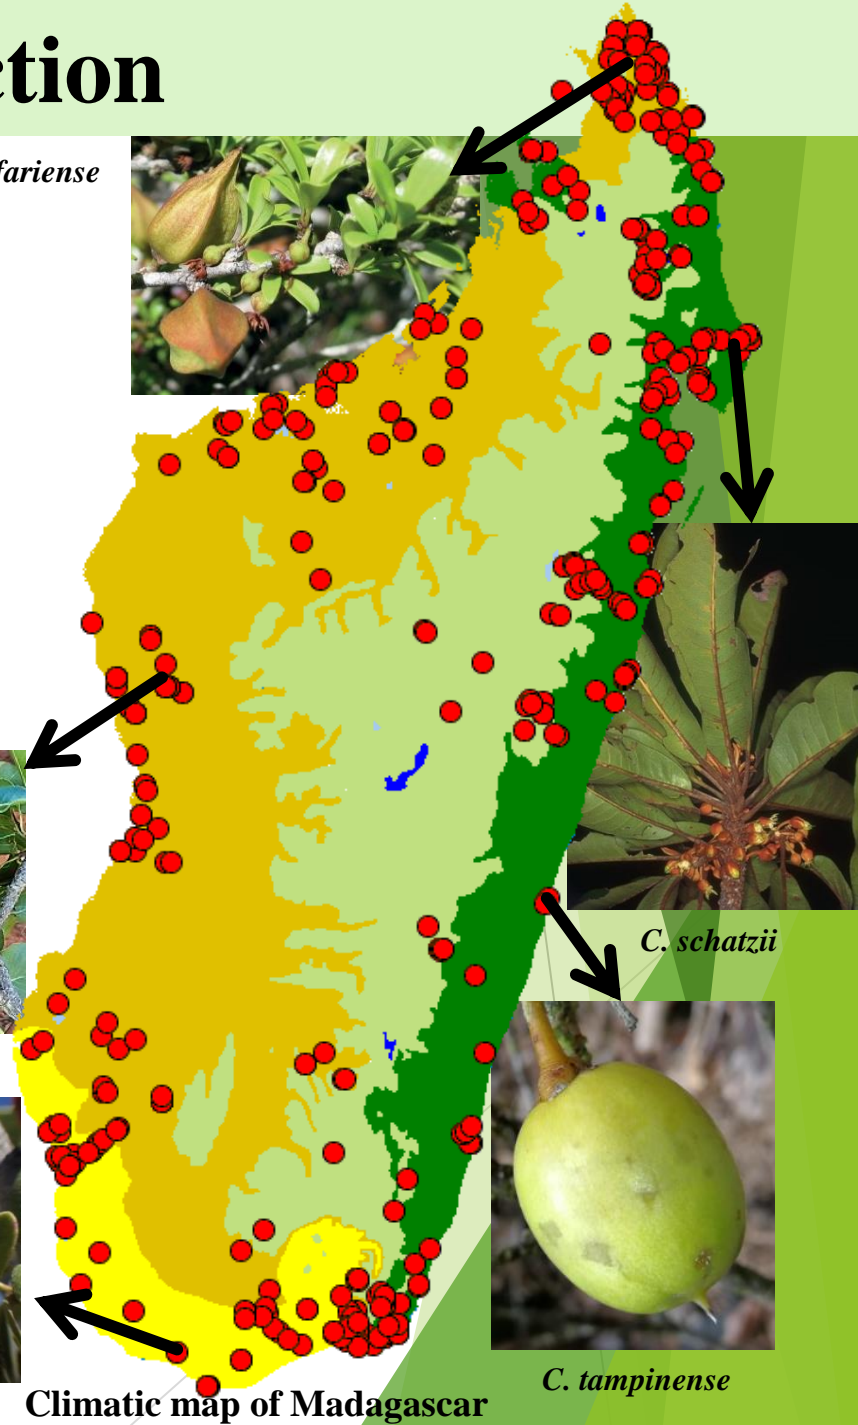 ction
fariense
C. schatzii
C. tampinense
Climatic map of Madagascar